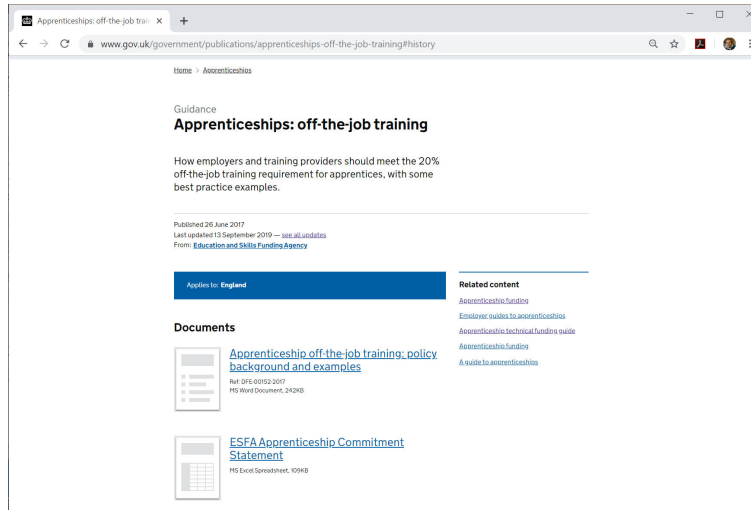 Apprenticeships: off-the-job trai
www.gov.uk/government/publications/apprenticeships-off-the-job-training#history
Home > Apprenticeships
Guidance
Apprenticeships: off-the-job training
How employers and training providers should meet the 20%
off-the-job training requirement for apprentices, with some
best practice examples.
Published 26 June 2017
Last updated 13 September 2019 — see all updates
From: Education and Skills Funding Agency
Applies to: England
Documents
Apprenticeship off-the-job training: policy
background and examples
Ref: DFE-00152-2017
MS Word Document, 242KB
ESFA Apprenticeship Commitment
Statement
MS Excel Spreadsheet, 109KB
Related content
Apprenticeship funding
Employer guides to apprenticeships
Apprenticeship technical funding guide
Apprenticeship funding
A guide to apprenticeships